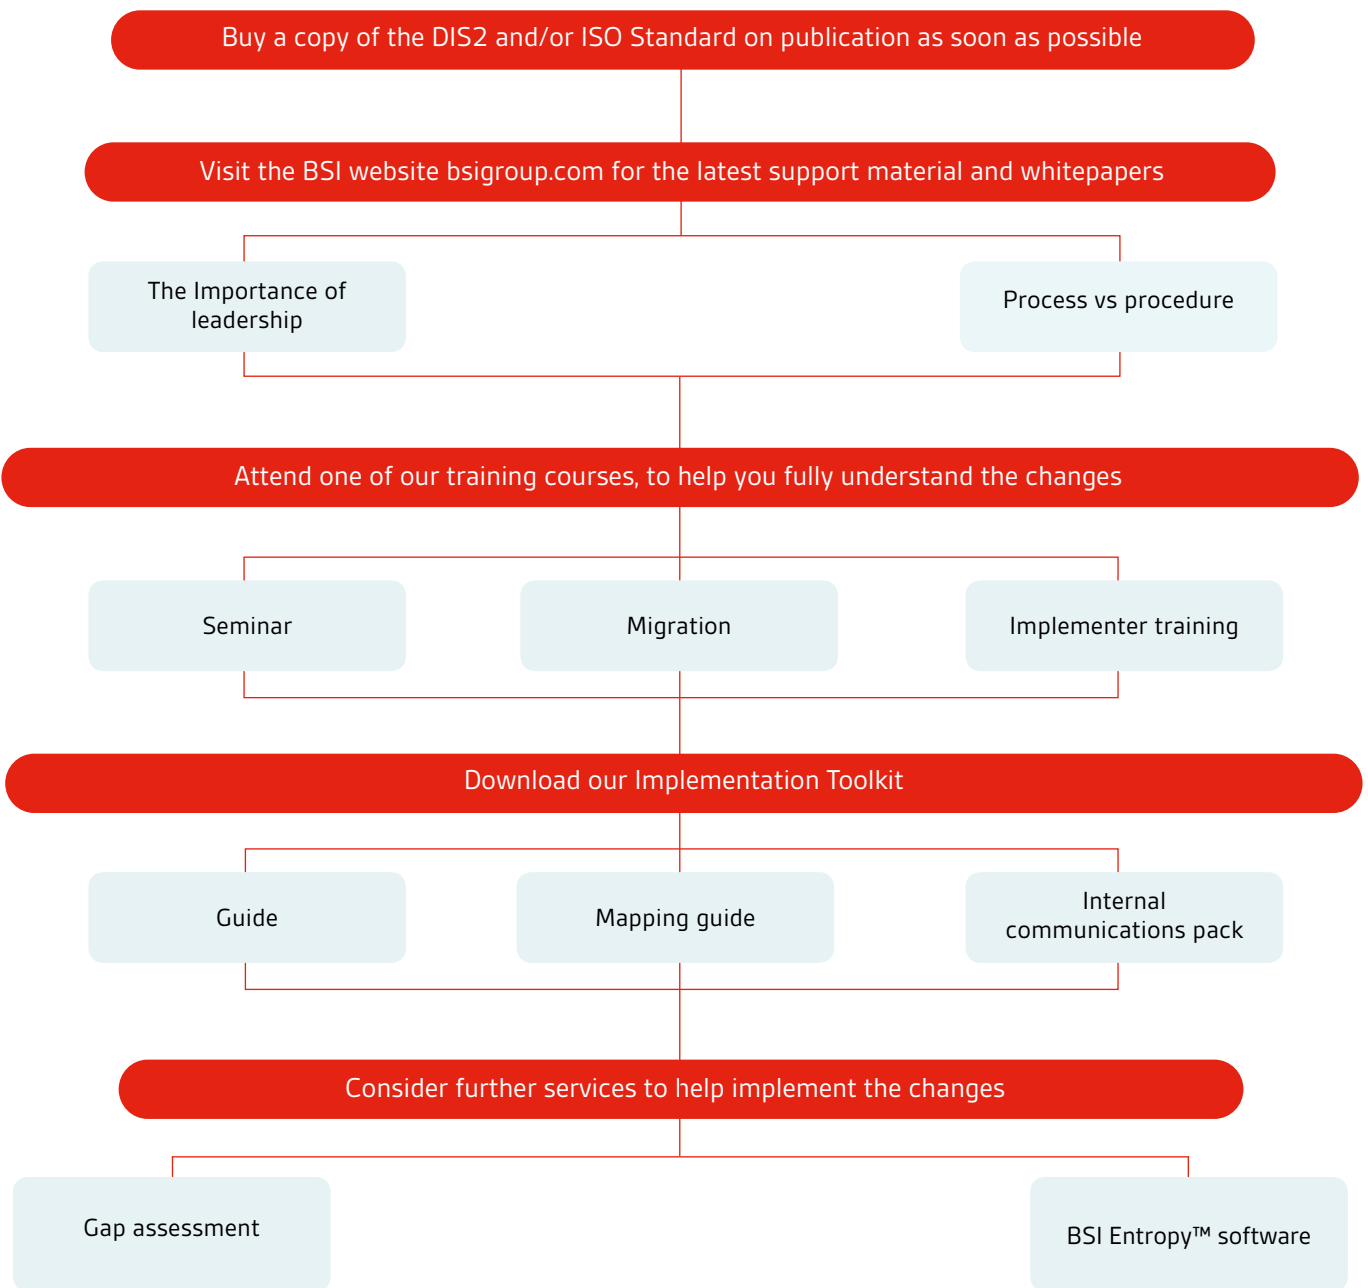 Buy a copy of the DIS2 and/or ISO Standard on publication as soon as possible
Visit the BSI website bsigroup.com for the latest support material and whitepapers
The Importance of
leadership
Process vs procedure
Attend one of our training courses, to help you fully understand the changes
Seminar
Migration
Implementer training
Download our Implementation Toolkit
Guide
Mapping guide
Internal
communications pack
Consider further services to help implement the changes
Gap assessment
BSI Entropy™ software